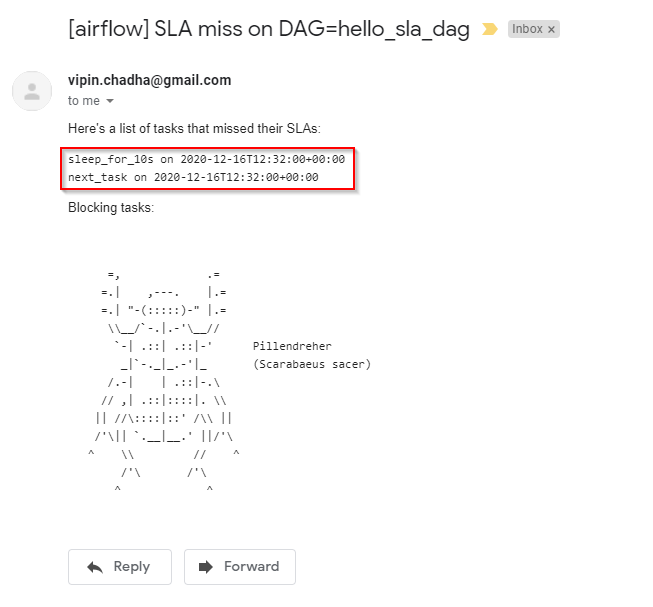 [airflow] SLA miss on DAG=hello_sla_dag
Inbox x
vipin.chadha@gmail.com
to me
Here's a list of tasks that missed their SLAs:
sleep_for_10s on 2020-12-16T12:32:00+00:00
next_task on 2020-12-16T12:32:00+00:00
Blocking tasks:
      =,             .=
     =.|    ,---.    |.=
     =.| "-(:::::)-" |.=
      \\__/`-.|.-'\__//
       `-| .::| .::|-'      Pillendreher
        _|`-._|_.-'|_       (Scarabaeus sacer)
      /.-|    | .::|-.\
     // ,| .::|::::|. \\
    || //\::::|::' /\\ ||
    /'\|| `.__|__.' ||/'\
   ^    \\         //    ^
        /'\       /'\
       ^             ^
Reply
Forward